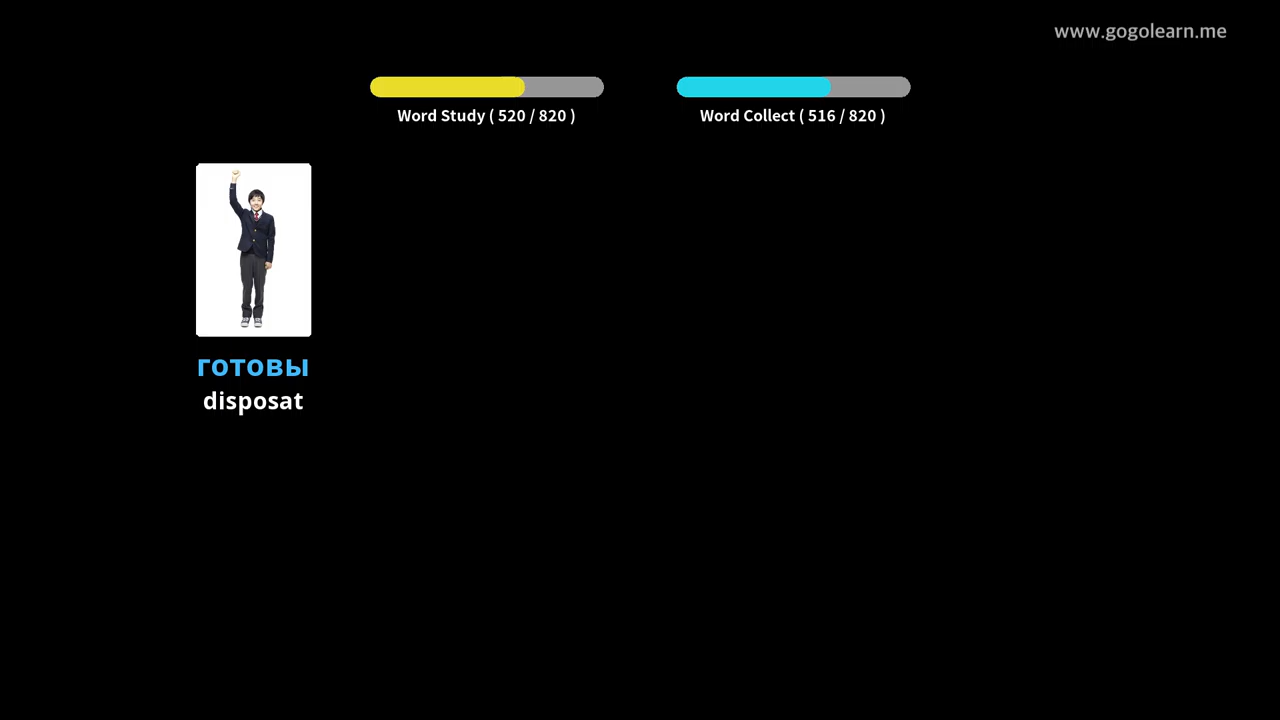 www.gogolearn.me
Word Study ( 520 / 820 )
Word Collect ( 516 / 820 )
готовы
disposat